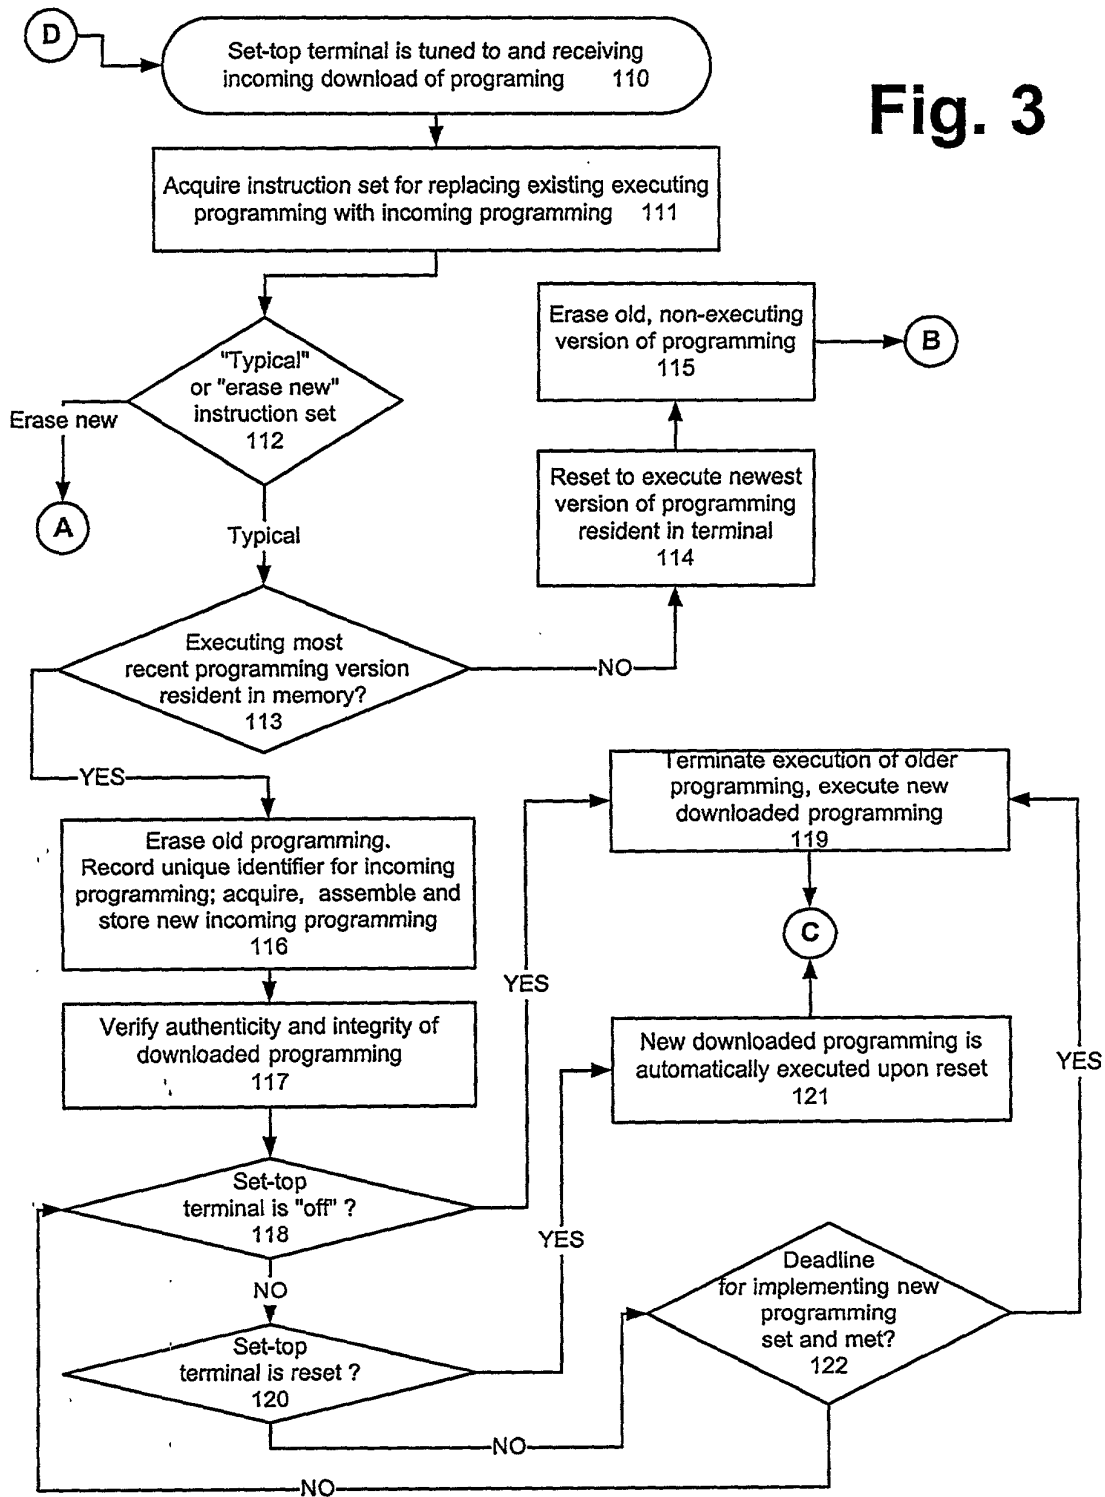 D
Set-top terminal is tuned to and receiving
incoming download of programing 110
Fig. 3
Acquire instruction set for replacing existing executing
programming with incoming programming 111
"Typical"
or "erase new"
instruction set
112
Erase new
A
Typical
Erase old, non-executing
version of programming
115
B
Reset to execute newest
version of programming
resident in terminal
114
Executing most
recent programming version
resident in memory?
113
NO
YES
Erase old programming.
Record unique identifier for incoming
programming; acquire, assemble and
store new incoming programming
116
Terminate execution of older
programming, execute new
downloaded programming
119
C
YES
Verify authenticity and integrity of
downloaded programming
117
New downloaded programming is
automatically executed upon reset
121
YES
Set-top
terminal is "off" ?
118
YES
NO
Set-top
terminal is reset ?
120
Deadline
for implementing new
programming
set and met?
122
NO
NO